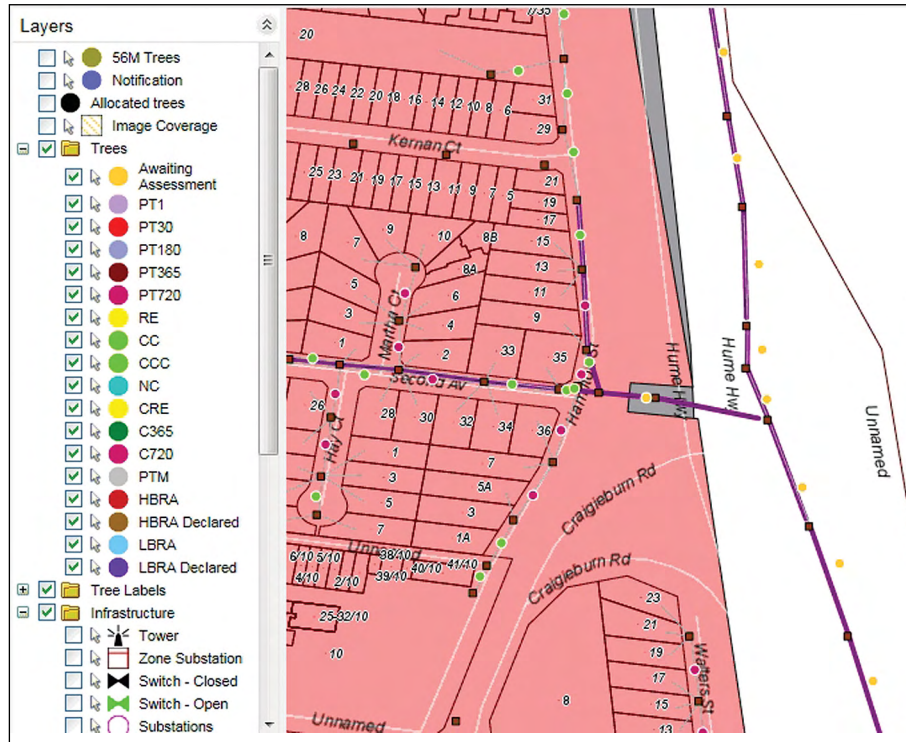 Layers
56M Trees
Notification
Allocated trees
Image Coverage
Trees
Awaiting
Assessment
PT1
PT30
PT180
PT365
PT720
RE
CC
CCC
NC
CRE
C365
C720
PTM
HBRA
HBRA Declared
LBRA
LBRA Declared
Tree Labels
Infrastructure
Tower
Zone Substation
Switch - Closed
Switch - Open
Substations
7/35
20
28 26 24 22 20 18 16 14 12 10 8 6
31
29
Kernan Ct
25 23 21 19 17 15 13 11 9 7 5
21
19
17
15
13
11
9
8
7
9
10
8B
8A
5
3
1
6
4
2
Martha Ct
33
35
Second Av
Hume Hwy
Hume Hwy
Unnamed
26
28
30
32
34
36
Hay Ct
1
3
5
7
7
5A
3
1A
Craigieburn Rd
Craigieburn Rd
Unnamed
6/10 5/10
4/10
2/10
38/10
39/10
40/10
41/10
25-32/10
10
8
23
21
19
17
15
13
Walters St
Unnamed